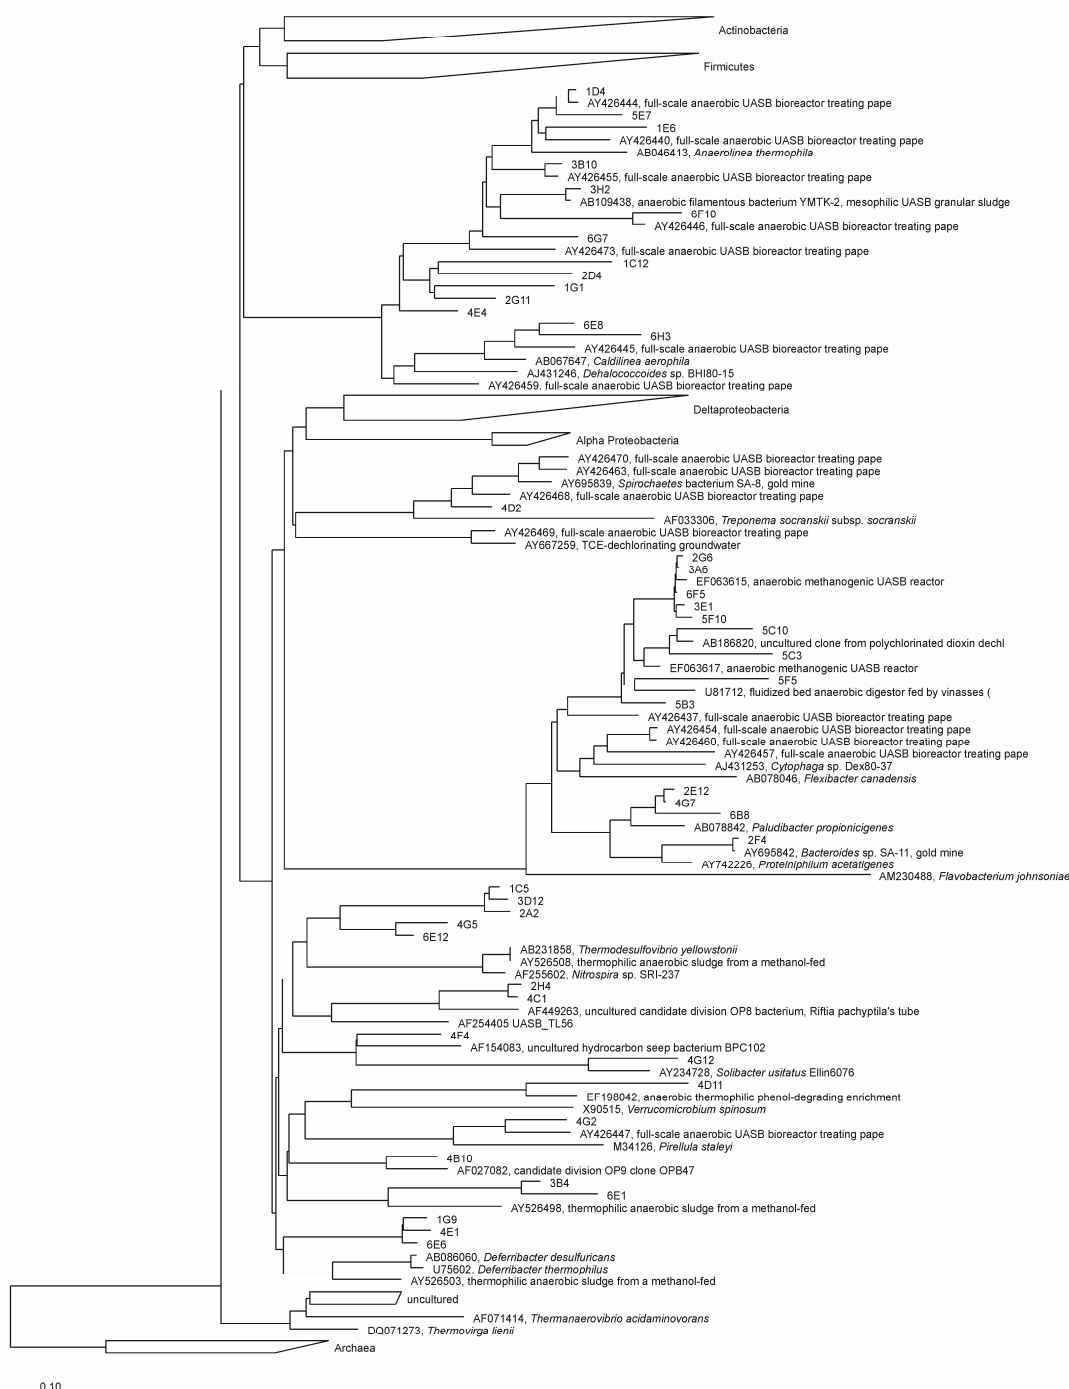 Actinobacteria
Firmicutes
1D4
AY426444, full-scale anaerobic UASB bioreactor treating pape
5E7
1E6
AY426440, full-scale anaerobic UASB bioreactor treating pape
AB046413, Anaerolinea thermophila
3B10
AY426455, full-scale anaerobic UASB bioreactor treating pape
3H2
AB109438, anaerobic filamentous bacterium YMTK-2, mesophilic UASB granular sludge
6F10
AY426446, full-scale anaerobic UASB bioreactor treating pape
6G7
AY426473, full-scale anaerobic UASB bioreactor treating pape
1C12
2D4
1G1
2G11
4E4
6E8
6H3
AY426445, full-scale anaerobic UASB bioreactor treating pape
AB067647, Caldilinea aerophila
AJ431246, Dehalococcoides sp. BHI80-15
AY426459, full-scale anaerobic UASB bioreactor treating pape
Deltaproteobacteria
Alpha Proteobacteria
AY426470, full-scale anaerobic UASB bioreactor treating pape
AY426463, full-scale anaerobic UASB bioreactor treating pape
AY695839, Spirochaetes bacterium SA-8, gold mine
AY426468, full-scale anaerobic UASB bioreactor treating pape
4D2
AF033306, Treponema socranskii subsp. socranskii
AY426469, full-scale anaerobic UASB bioreactor treating pape
AY667259, TCE-dechlorinating groundwater
2G6
3A6
EF063615, anaerobic methanogenic UASB reactor
6F5
3E1
5F10
5C10
AB186820, uncultured clone from polychlorinated dioxin dechl
5C3
EF063617, anaerobic methanogenic UASB reactor
5F5
U81712, fluidized bed anaerobic digestor fed by vinasses (
5B3
AY426437, full-scale anaerobic UASB bioreactor treating pape
AY426454, full-scale anaerobic UASB bioreactor treating pape
AY426460, full-scale anaerobic UASB bioreactor treating pape
AY426457, full-scale anaerobic UASB bioreactor treating pape
AJ431253, Cytophaga sp. Dex80-37
AB078046, Flexibacter canadensis
2E12
4G7
6B8
AB078842, Paludibacter propionicigenes
2F4
AY695842, Bacteroides sp. SA-11, gold mine
AY742226, Proteiniphilum acetatigenes
AM230488, Flavobacterium johnsoniae
1C5
3D12
2A2
4G5
6E12
AB231858, Thermodesulfovibrio yellowstonii
AY526508, thermophilic anaerobic sludge from a methanol-fed
AF255602, Nitrospira sp. SRI-237
2H4
4C1
AF449263, uncultured candidate division OP8 bacterium, Riftia pachyptila's tube
AF254405 UASB_TL56
4F4
AF154083, uncultured hydrocarbon seep bacterium BPC102
4G12
AY234728, Solibacter usitatus Ellin6076
4D11
EF198042, anaerobic thermophilic phenol-degrading enrichment
X90515, Verrucomicrobium spinosum
4G2
AY426447, full-scale anaerobic UASB bioreactor treating pape
M34126, Pirellula staleyi
4B10
AF027082, candidate division OP9 clone OPB47
3B4
6E1
AY526498, thermophilic anaerobic sludge from a methanol-fed
1G9
4E1
6E6
AB086060, Deferribacter desulfuricans
U75602, Deferribacter thermophilus
AY526503, thermophilic anaerobic sludge from a methanol-fed
uncultured
AF071414, Thermanaerovibrio acidaminovorans
DQ071273, Thermovirga lienii
Archaea
0.10